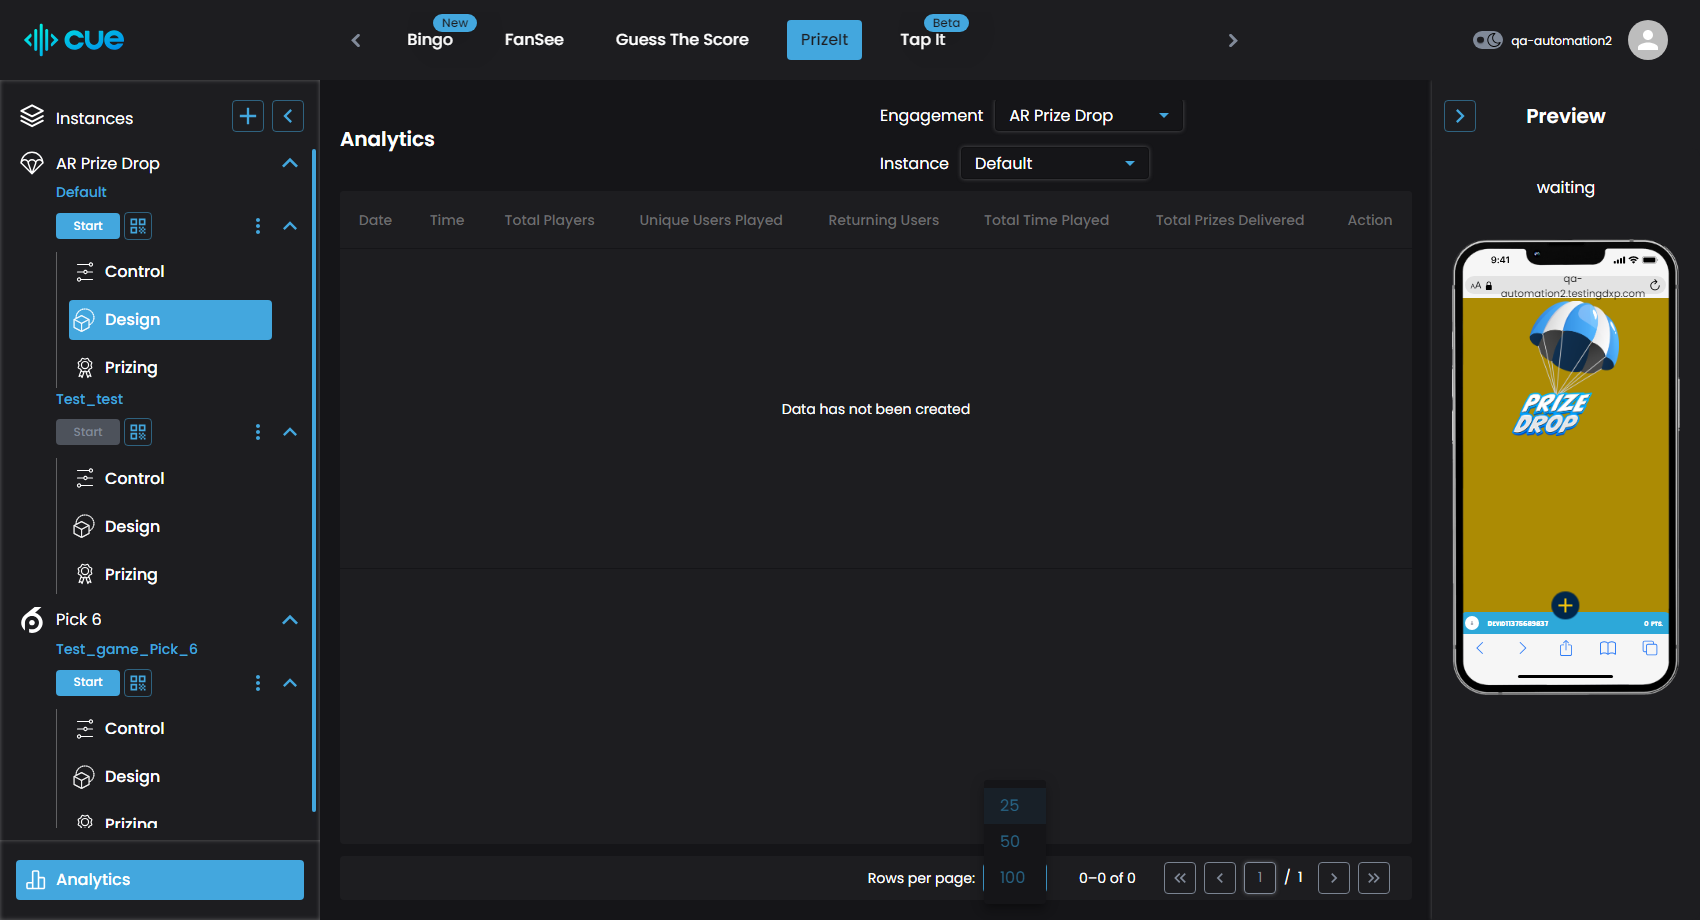 cue
New
Bingo
FanSee
Guess The Score
PrizeIt
Beta
Tap It
qa-automation2
Instances
AR Prize Drop
Default
Start
Control
Design
Prizing
Test_test
Start
Control
Design
Prizing
Pick 6
Test_game_Pick_6
Start
Control
Design
Prizing
Analytics
Analytics
Engagement
AR Prize Drop
Instance
Default
Date
Time
Total Players
Unique Users Played
Returning Users
Total Time Played
Total Prizes Delivered
Action
Data has not been created
25
50
100
Rows per page:
0–0 of 0
1 / 1
Preview
waiting
9:41
AA
qa-
automation2.testingdxp.com
PRIZE
DROP
0 PTS.